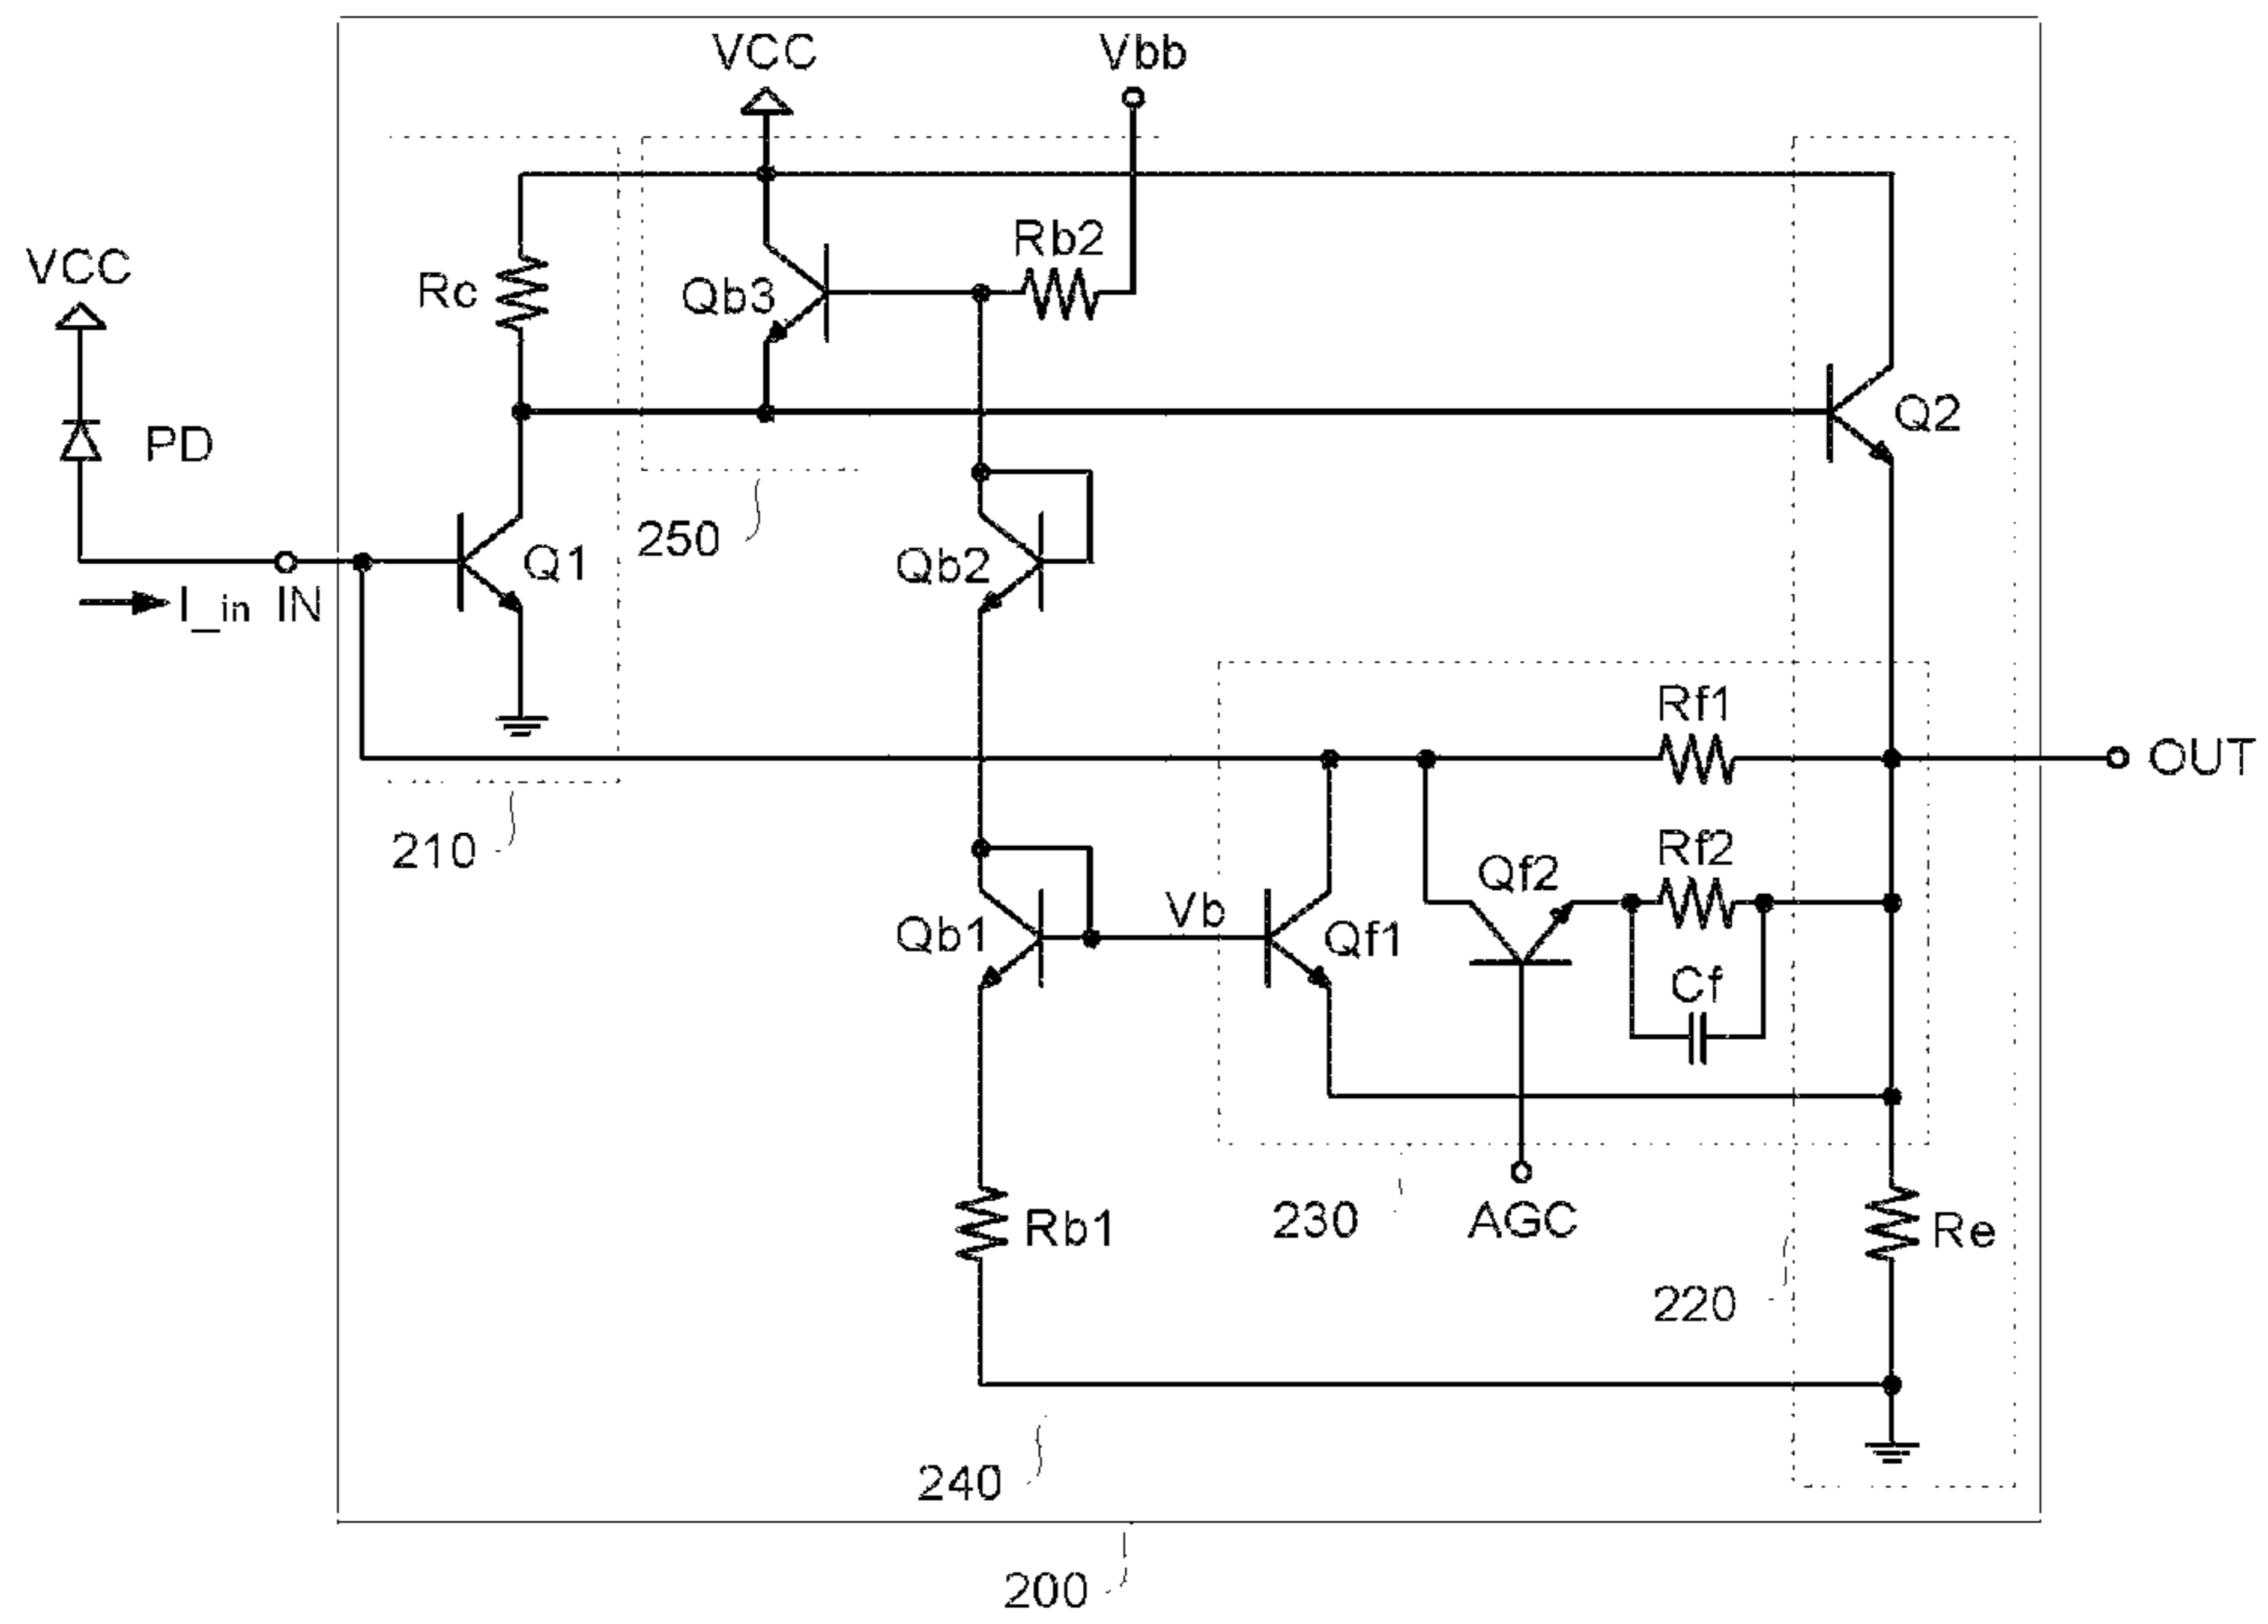 VCC
Vbb
VCC
Rc
Qb3
Rb2
PD
Q2
I_in IN
Q1
250
Qb2
Rf1
OUT
210
Qf2
Rf2
Qb1
Vb
Qf1
Cf
Rb1
230
AGC
Re
220
240
200